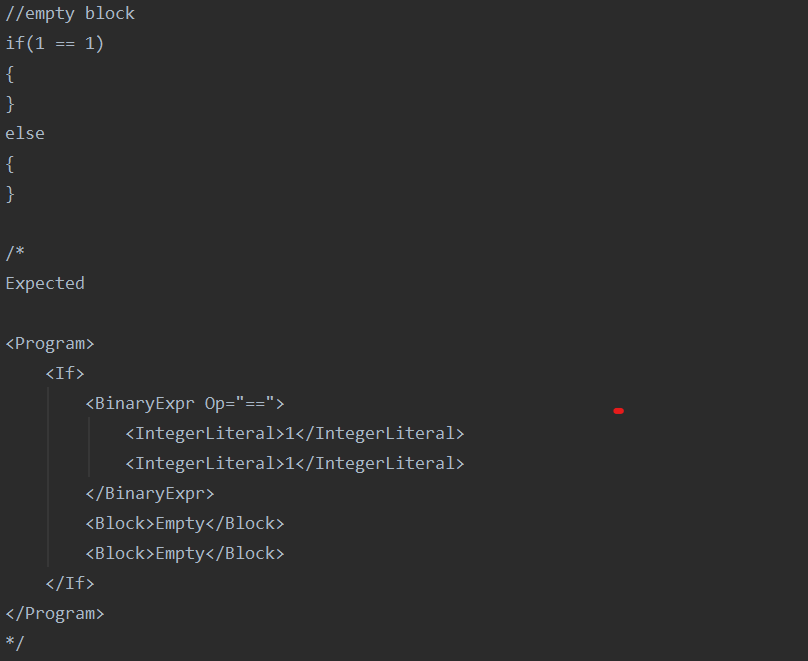 //empty block
if(1 == 1)
{
}
else
{
}
/*
Expected
<Program>
    <If>
        <BinaryExpr Op="==">
            <IntegerLiteral>1</IntegerLiteral>
            <IntegerLiteral>1</IntegerLiteral>
        </BinaryExpr>
        <Block>Empty</Block>
        <Block>Empty</Block>
    </If>
</Program>
*/